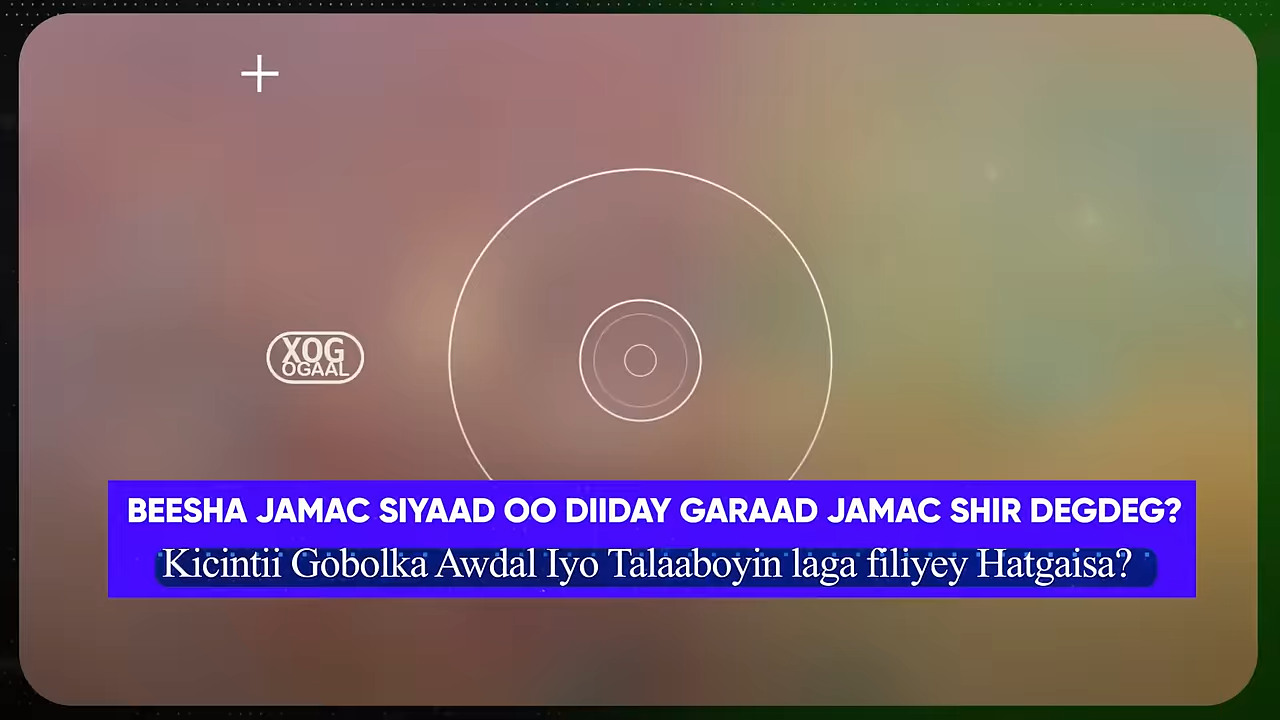 XOG
OGAAL
BEESHA JAMAC SIYAAD OO DIIDAY GARAAD JAMAC SHIR DEGDEG?
Kicintii Gobolka Awdal Iyo Talaaboyin laga filiyey Hatgaisa?